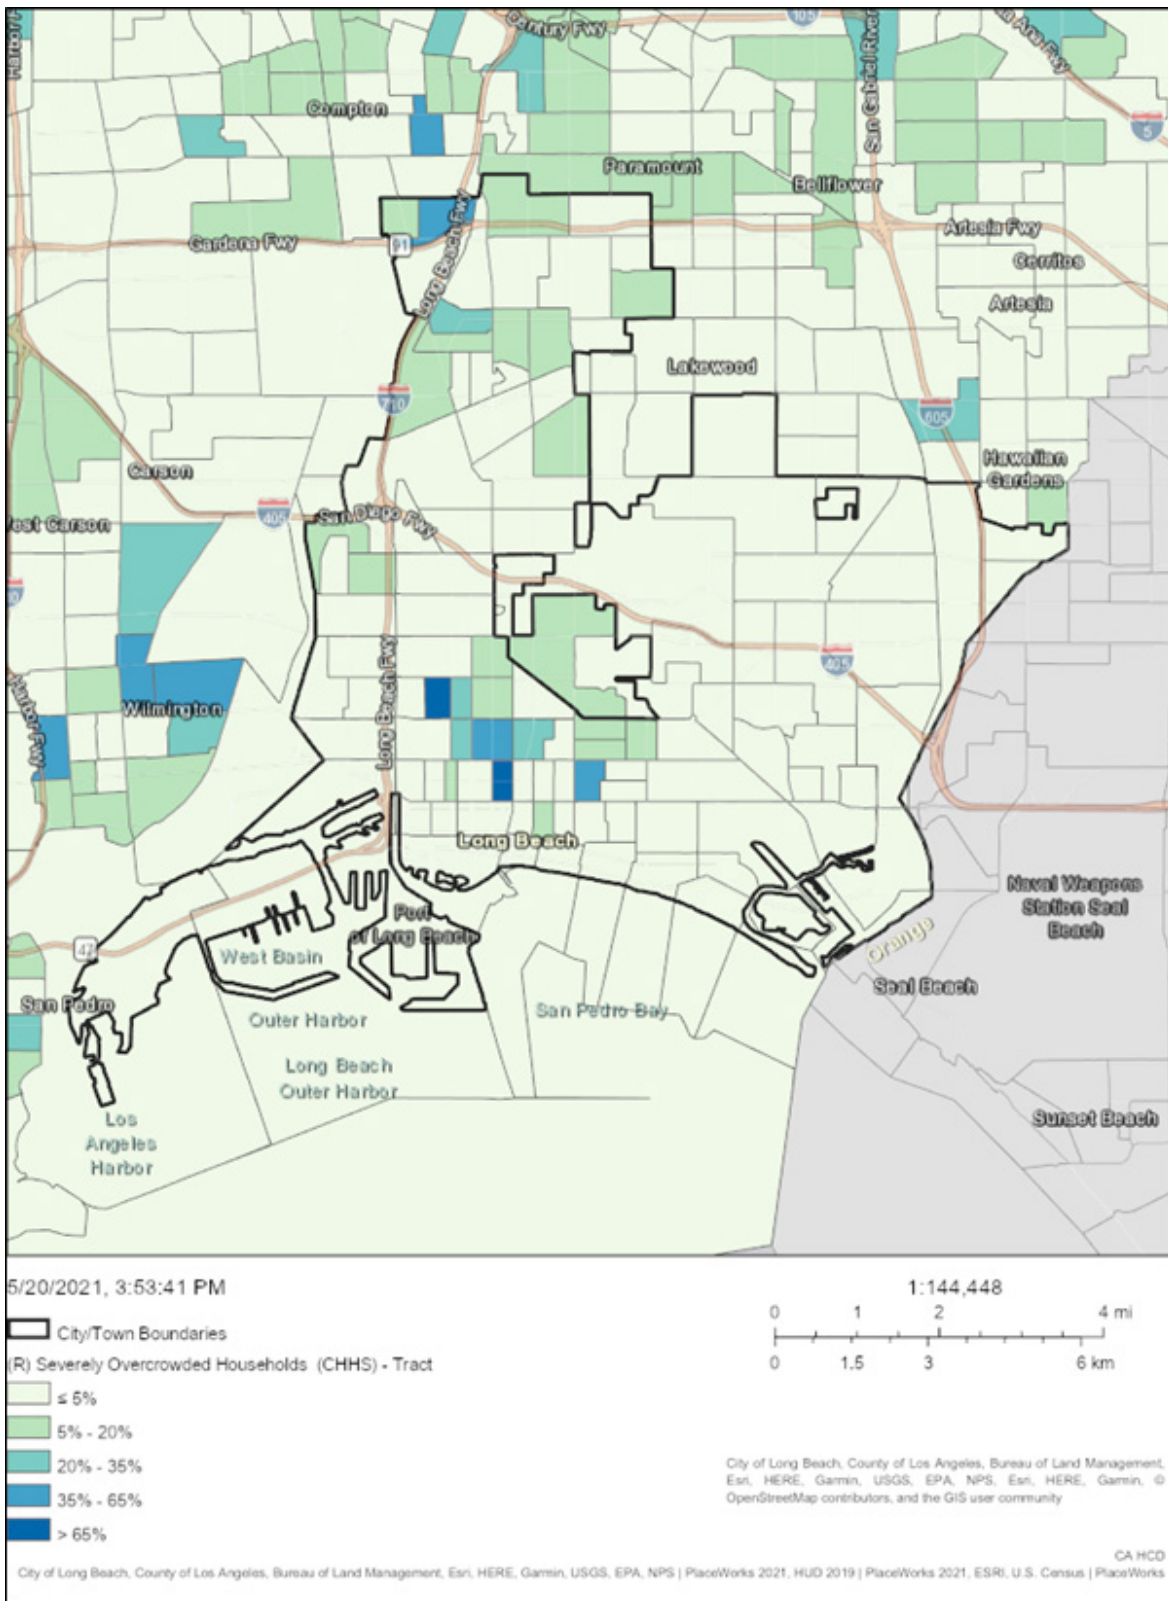 Century Fwy
105
Santa Ana Fwy
Harbor F
Compton
San Gabriel River
5
Paramount
Bellflower
Long Beach Fwy
Gardena Fwy
91
Artesia Fwy
Cerritos
Artesia
Lakewood
710
605
Carson
Hawaiian
Gardens
405
San Diego Fwy
est Carson
405
Long Beach Fwy
Wilmington
Harbor Fwy
Long Beach
Naval Weapons
Station Seal
Beach
Port
of Long Beach
Orange
47
West Basin
Seal Beach
San Pedro
San Pedro Bay
Outer Harbor
Long Beach
Outer Harbor
Los
Angeles
Harbor
Sunset Beach
5/20/2021, 3:53:41 PM
1:144,448
0 1 2 4 mi
0 1.5 3 6 km
City/Town Boundaries
(R) Severely Overcrowded Households (CHHS) - Tract
≤ 5%
5% - 20%
20% - 35%
35% - 65%
> 65%
City of Long Beach, County of Los Angeles, Bureau of Land Management,
Esri, HERE, Garmin, USGS, EPA, NPS, Esri, HERE, Garmin, ©
OpenStreetMap contributors, and the GIS user community
CA HCD
City of Long Beach, County of Los Angeles, Bureau of Land Management, Esri, HERE, Garmin, USGS, EPA, NPS | PlaceWorks 2021, HUD 2019 | PlaceWorks 2021, ESRI, U.S. Census | PlaceWorks